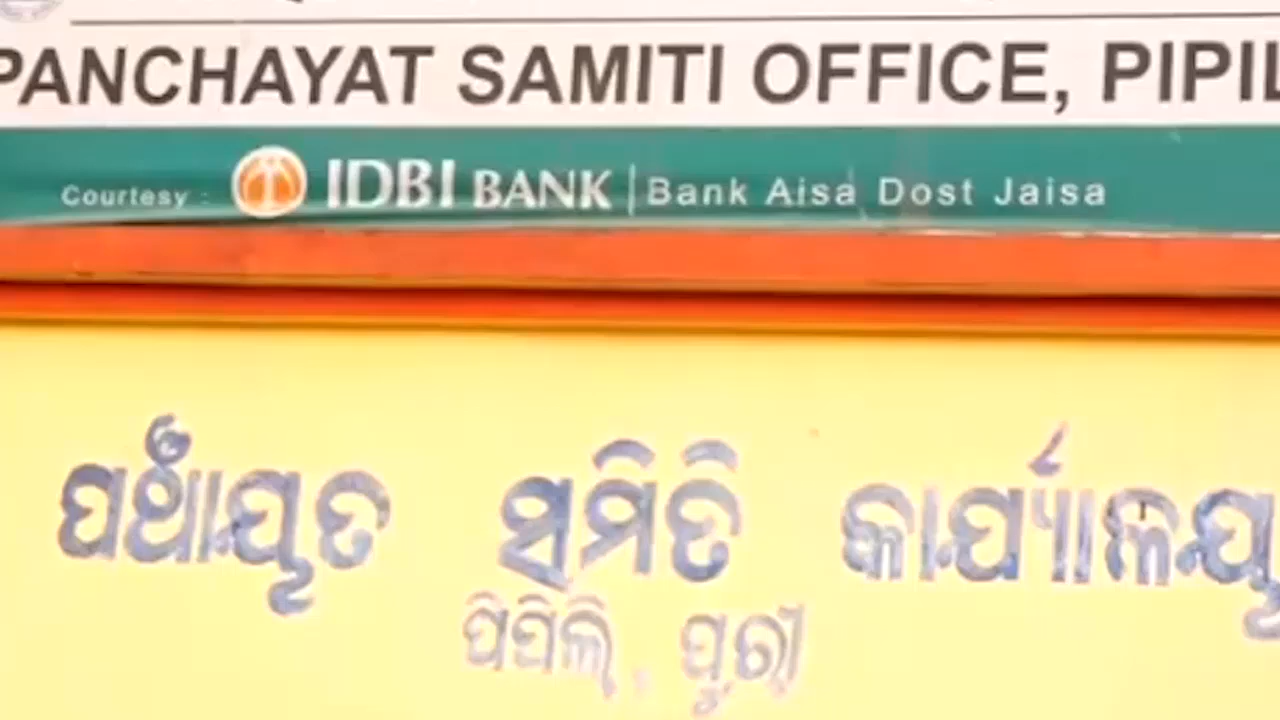 PANCHAYAT SAMITI OFFICE, PIPIL
Courtesy : IDBI BANK | Bank Aisa Dost Jaisa
ପଞ୍ଚାୟତ ସମିତି କାର୍ଯ୍ୟାଳୟ
ପିପିଲି, ପୁରୀ